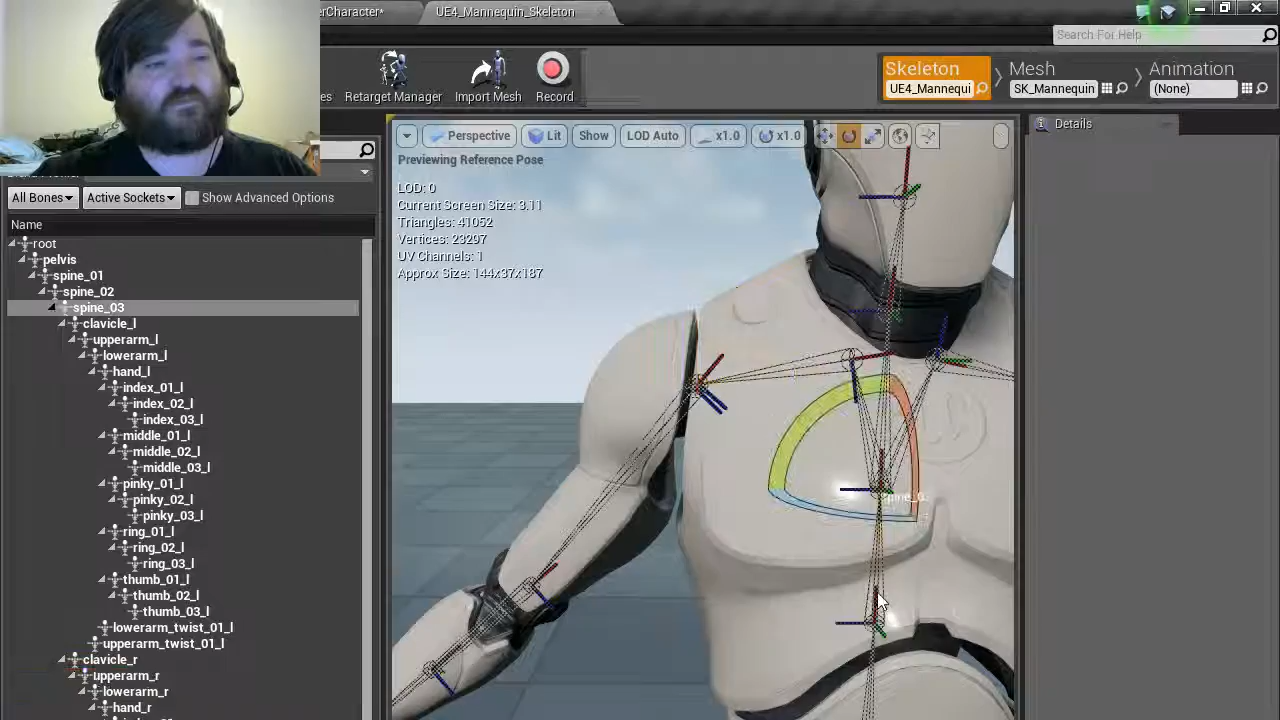 erCharacter*
UE4_Mannequin_Skeleton
Search For Help
es
Retarget Manager
Import Mesh
Record
Skeleton
UE4_Mannequi
Mesh
SK_Mannequin
Animation
(None)
Perspective
Lit
Show
LOD Auto
x1.0
x1.0
Details
Previewing Reference Pose
LOD: 0
Current Screen Size: 3.11
Triangles: 41052
Vertices: 23297
UV Channels: 1
Approx Size: 144x37x187
All Bones
Active Sockets
Show Advanced Options
Name
root
pelvis
spine_01
spine_02
spine_03
clavicle_l
upperarm_l
lowerarm_l
hand_l
index_01_l
index_02_l
index_03_l
middle_01_l
middle_02_l
middle_03_l
pinky_01_l
pinky_02_l
pinky_03_l
ring_01_l
ring_02_l
ring_03_l
thumb_01_l
thumb_02_l
thumb_03_l
lowerarm_twist_01_l
upperarm_twist_01_l
clavicle_r
upperarm_r
lowerarm_r
hand_r